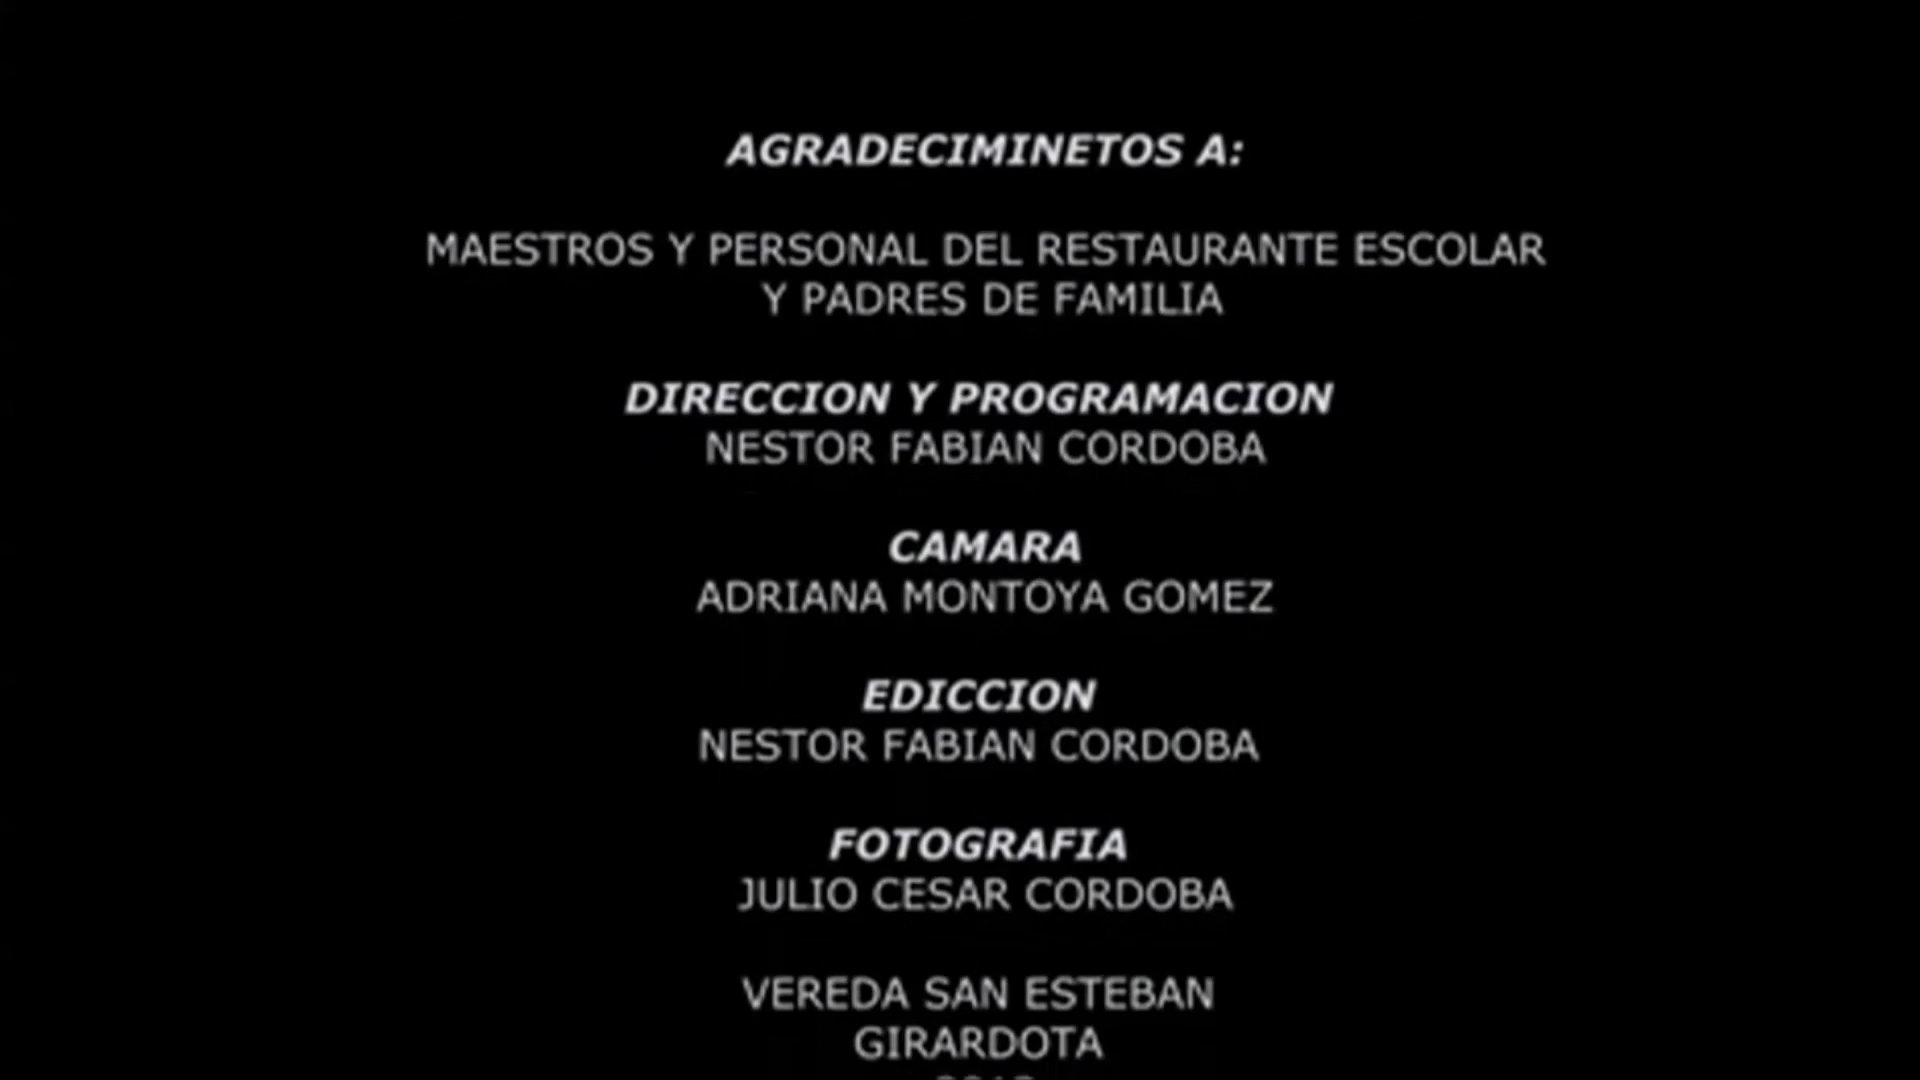 AGRADECIMINETOS A:
MAESTROS Y PERSONAL DEL RESTAURANTE ESCOLAR
Y PADRES DE FAMILIA
DIRECCION Y PROGRAMACION
NESTOR FABIAN CORDOBA
CAMARA
ADRIANA MONTOYA GOMEZ
EDICCION
NESTOR FABIAN CORDOBA
FOTOGRAFIA
JULIO CESAR CORDOBA
VEREDA SAN ESTEBAN
GIRARDOTA